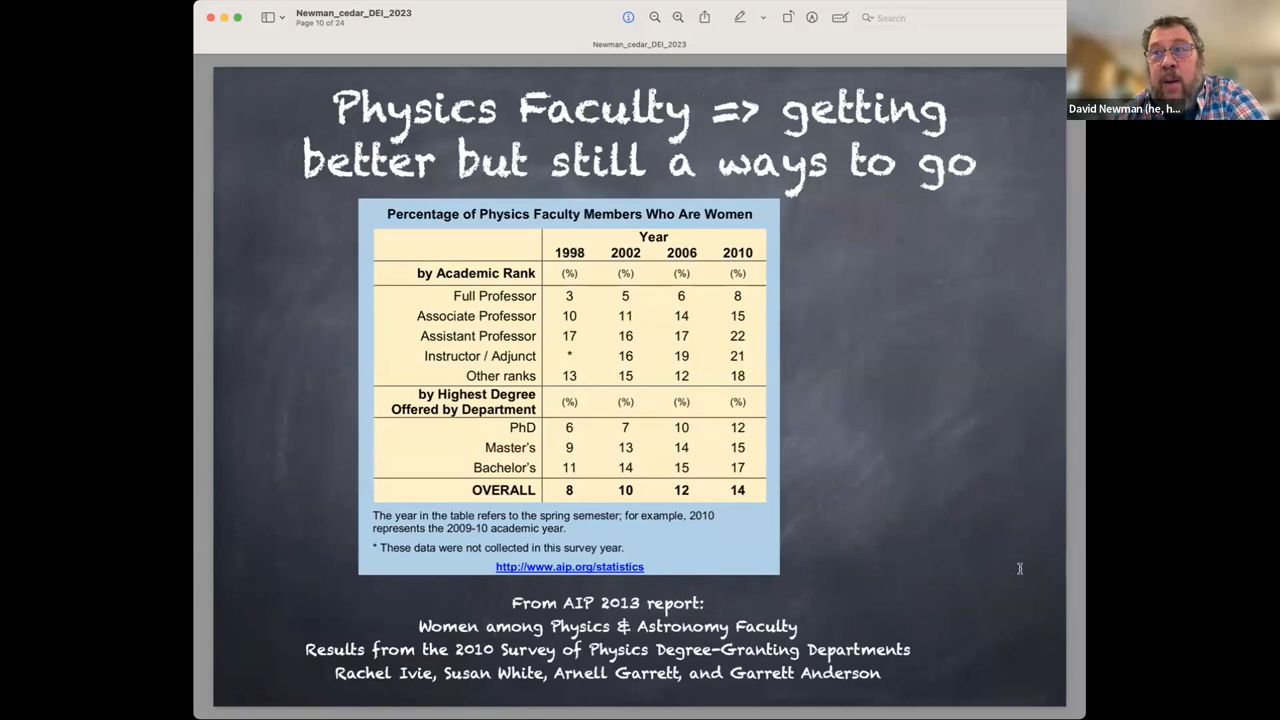 Newman_cedar_DEI_2023
Page 10 of 24
Search
Newman_cedar_DEI_2023
David Newman (he, h...
Physics Faculty => getting
better but still a ways to go
Percentage of Physics Faculty Members Who Are Women
Year
1998 2002 2006 2010
by Academic Rank (%) (%) (%) (%)
Full Professor 3 5 6 8
Associate Professor 10 11 14 15
Assistant Professor 17 16 17 22
Instructor / Adjunct * 16 19 21
Other ranks 13 15 12 18
by Highest Degree
Offered by Department (%) (%) (%) (%)
PhD 6 7 10 12
Master's 9 13 14 15
Bachelor's 11 14 15 17
OVERALL 8 10 12 14
The year in the table refers to the spring semester; for example, 2010
represents the 2009-10 academic year.
* These data were not collected in this survey year.
http://www.aip.org/statistics
From AIP 2013 report:
Women among Physics & Astronomy Faculty
Results from the 2010 Survey of Physics Degree-Granting Departments
Rachel Ivie, Susan White, Arnell Garrett, and Garrett Anderson